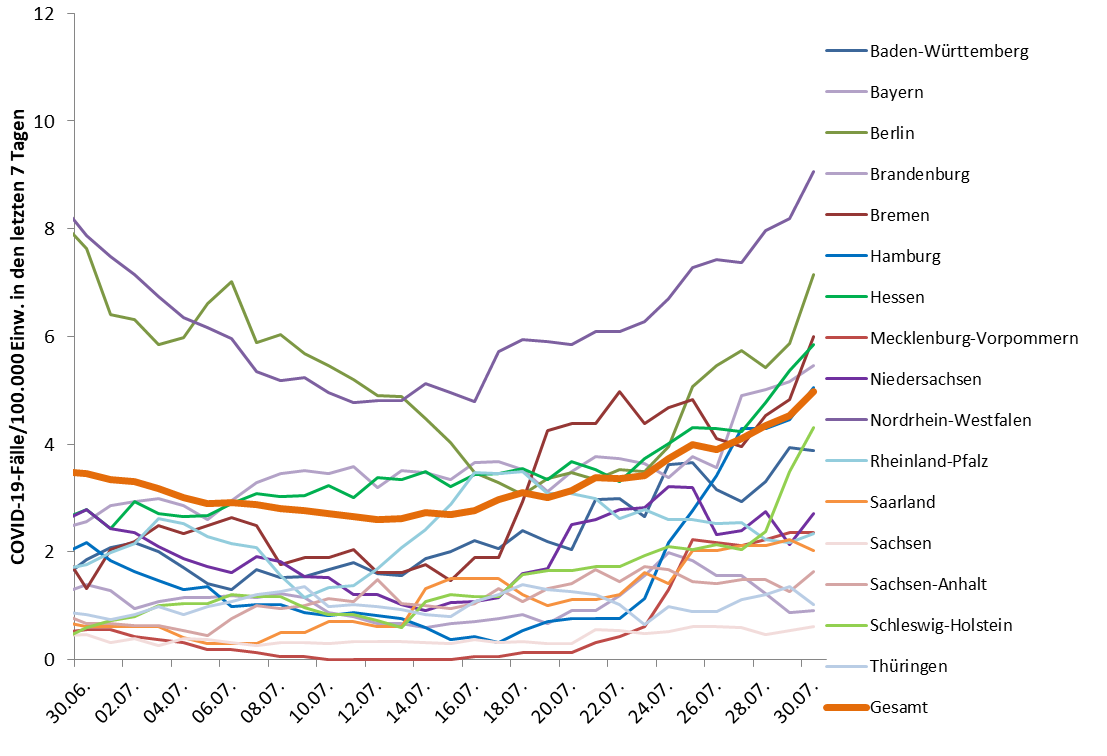 COVID-19-Fälle/100.000 Einw. in den letzten 7 Tagen
12
10
8
6
4
2
0
30.06.
02.07.
04.07.
06.07.
08.07.
10.07.
12.07.
14.07.
16.07.
18.07.
20.07.
22.07.
24.07.
26.07.
28.07.
30.07.
Baden-Württemberg
Bayern
Berlin
Brandenburg
Bremen
Hamburg
Hessen
Mecklenburg-Vorpommern
Niedersachsen
Nordrhein-Westfalen
Rheinland-Pfalz
Saarland
Sachsen
Sachsen-Anhalt
Schleswig-Holstein
Thüringen
Gesamt